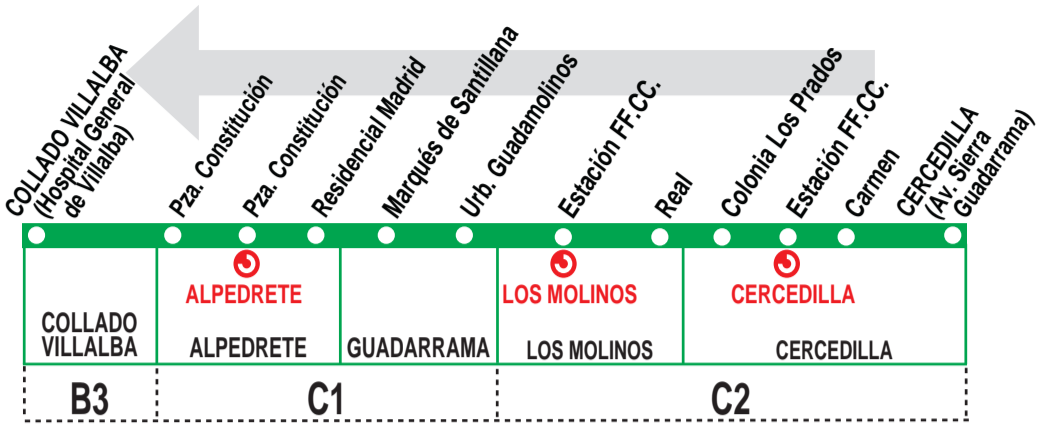 COLLADO VILLALBA
(Hospital General
de Villalba)
Pza. Constitución
Pza. Constitución
Residencial Madrid
Marqués de Santillana
Urb. Guadamolinos
Estación FF.CC.
Real
Colonia Los Prados
Estación FF.CC.
Carmen
CERCEDILLA
(Av. Sierra
Guadarrama)
ALPEDRETE
LOS MOLINOS
CERCEDILLA
COLLADO
VILLALBA
ALPEDRETE
GUADARRAMA
LOS MOLINOS
CERCEDILLA
B3
C1
C2